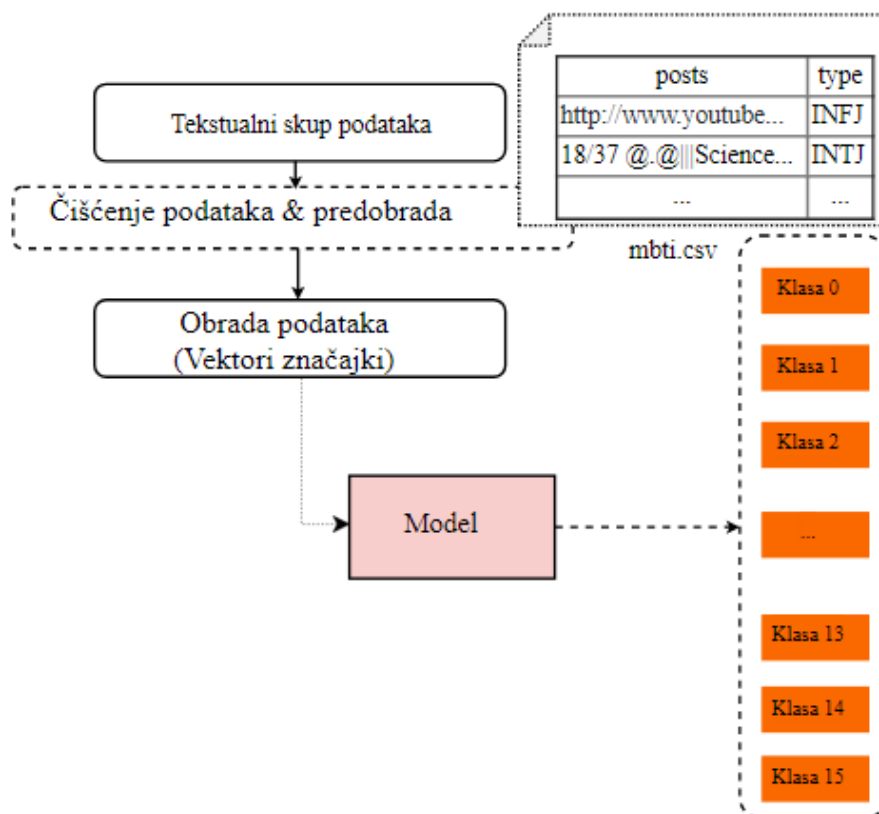 posts type
http://www.youtube... INFJ
18/37 @.@|||Science... INTJ
... ...
mbti.csv
Tekstualni skup podataka
Čišćenje podataka & predobrada
Obrada podataka
(Vektori značajki)
Model
Klasa 0
Klasa 1
Klasa 2
...
Klasa 13
Klasa 14
Klasa 15